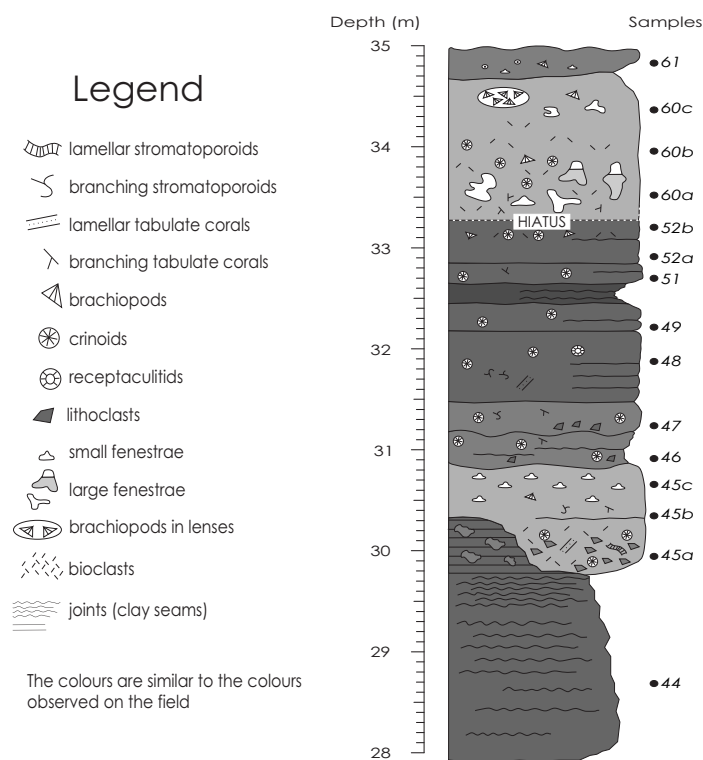 Legend
lamellar stromatoporoids
branching stromatoporoids
lamellar tabulate corals
branching tabulate corals
brachiopods
crinoids
receptaculitids
lithoclasts
small fenestrae
large fenestrae
brachiopods in lenses
bioclasts
joints (clay seams)
The colours are similar to the colours
observed on the field
Depth (m)
35
34
33
32
31
30
29
28
HIATUS
Samples
61
60c
60b
60a
52b
52a
51
49
48
47
46
45c
45b
45a
44